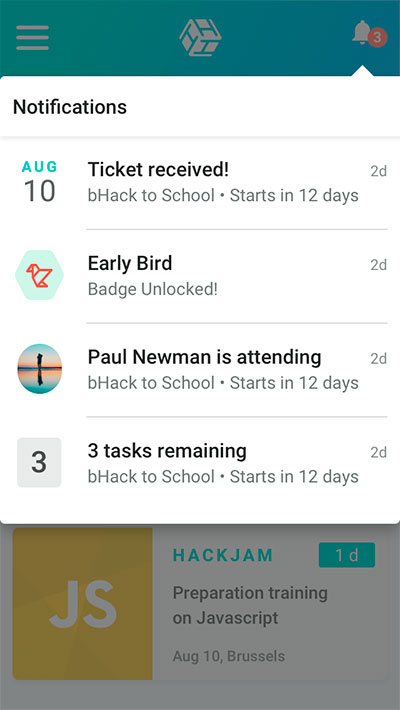 3
Notifications
AUG
10
Ticket received!
2d
bHack to School • Starts in 12 days
Early Bird
2d
Badge Unlocked!
Paul Newman is attending
2d
bHack to School • Starts in 12 days
3
3 tasks remaining
2d
bHack to School • Starts in 12 days
JS
HACKJAM
1 d
Preparation training
on Javascript
Aug 10, Brussels